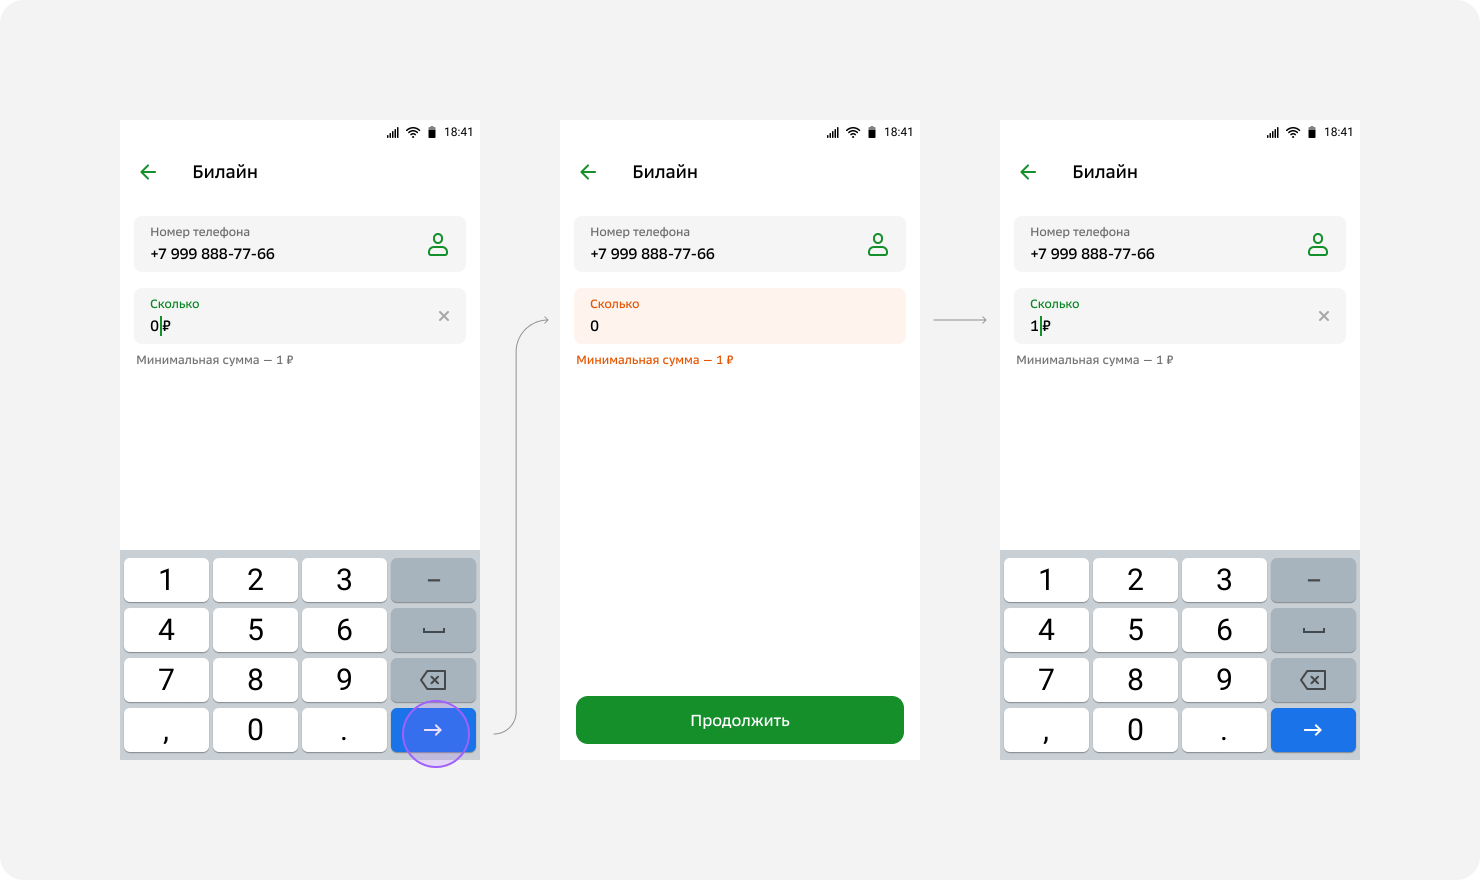 18:41
Билайн
Номер телефона
+7 999 888-77-66
Сколько
0 ₽
Минимальная сумма — 1 ₽
1 2 3 –
4 5 6
7 8 9
, 0 .
18:41
Билайн
Номер телефона
+7 999 888-77-66
Сколько
0
Минимальная сумма — 1 ₽
Продолжить
18:41
Билайн
Номер телефона
+7 999 888-77-66
Сколько
1 ₽
Минимальная сумма — 1 ₽
1 2 3 –
4 5 6
7 8 9
, 0 .